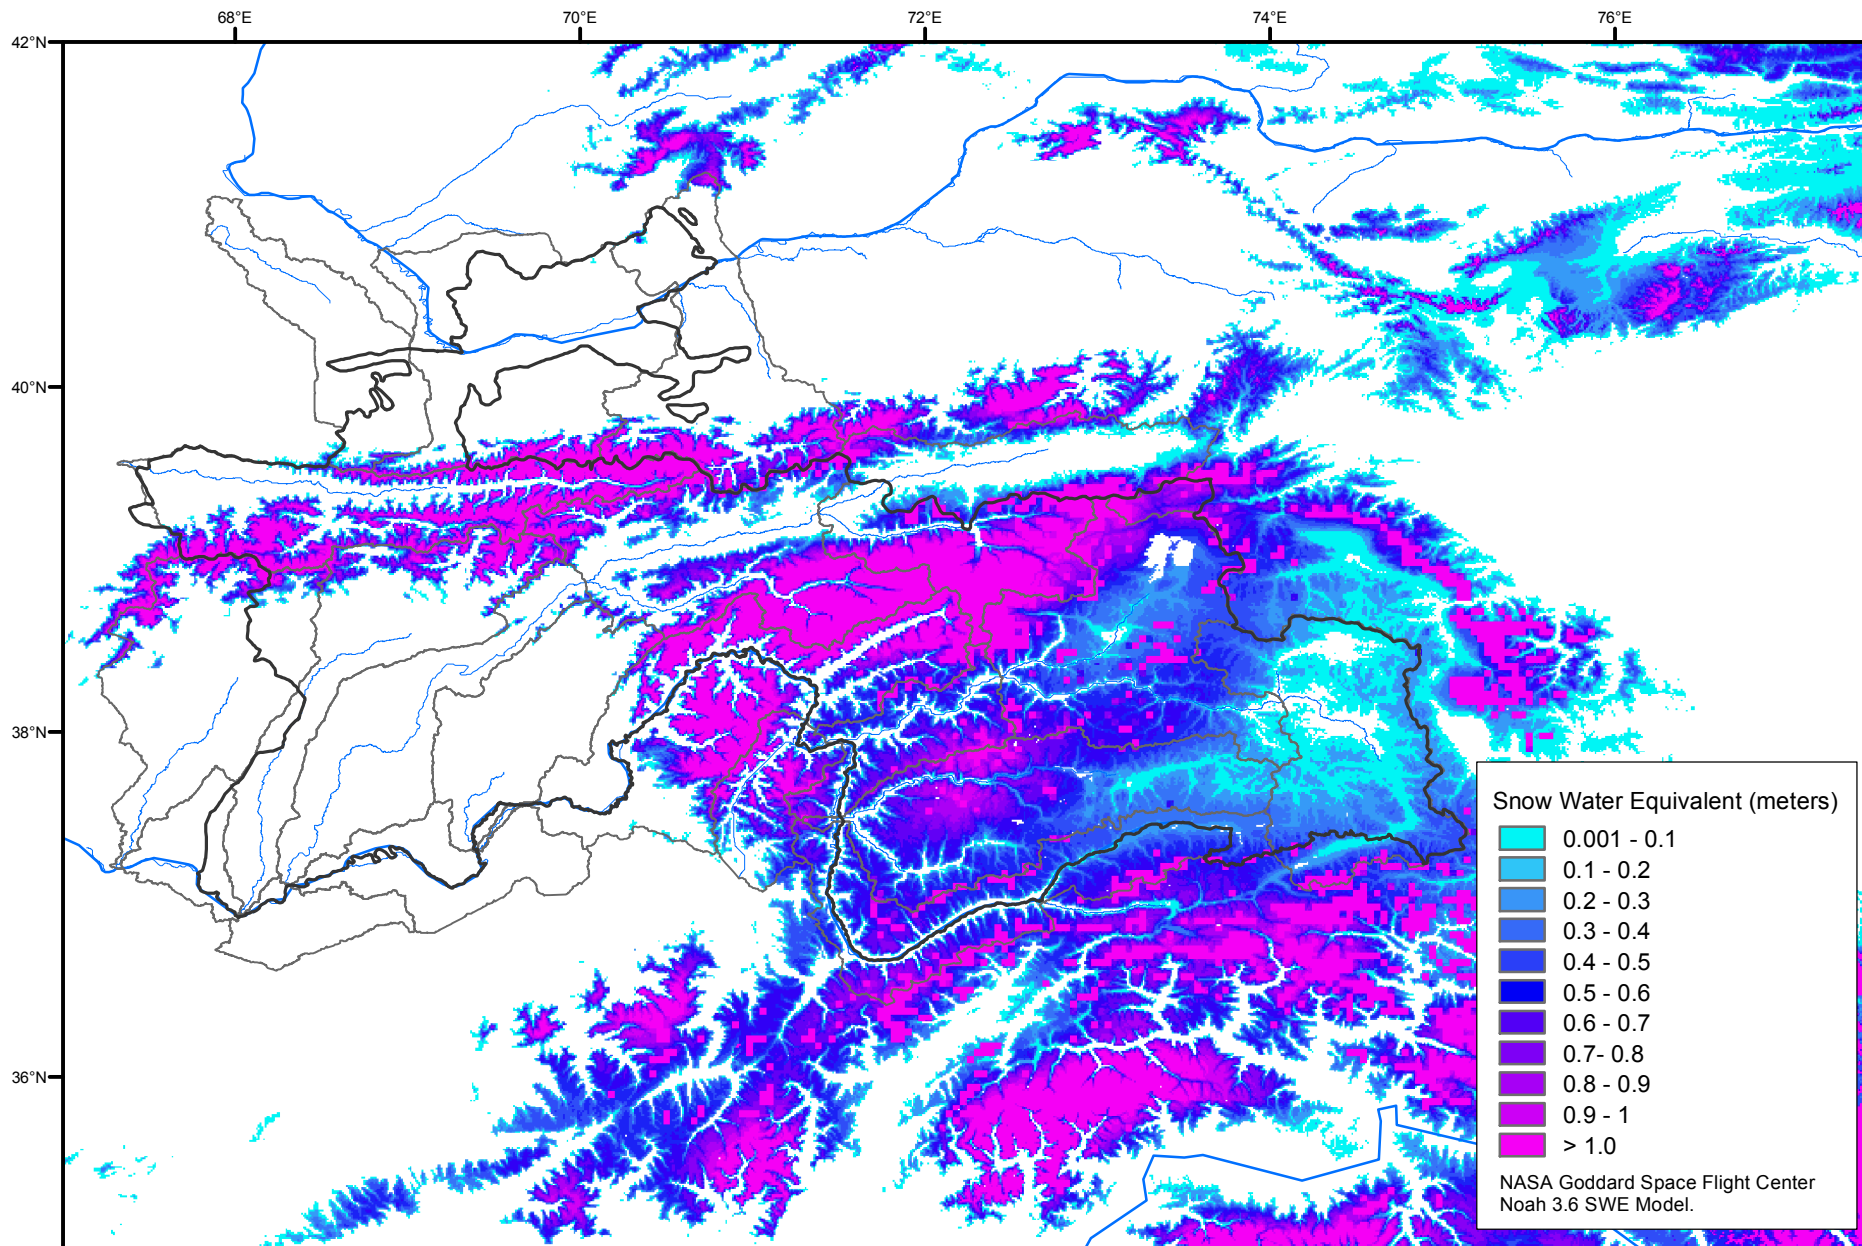 68°E 70°E 72°E 74°E 76°E
42°N
40°N
38°N
36°N
Snow Water Equivalent (meters)
0.001 - 0.1
0.1 - 0.2
0.2 - 0.3
0.3 - 0.4
0.4 - 0.5
0.5 - 0.6
0.6 - 0.7
0.7- 0.8
0.8 - 0.9
0.9 - 1
> 1.0
NASA Goddard Space Flight Center
Noah 3.6 SWE Model.